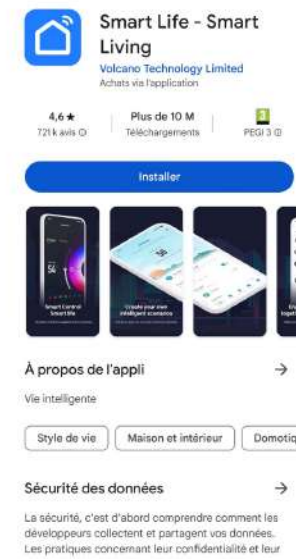 Smart Life - Smart
Living
Volcano Technology Limited
Achats via l'application
4,6 ★
Plus de 10 M
3
721 k avis
Téléchargements
PEGI 3
Installer
Smart Control
Smart life
Create your own
intelligent scenarios
À propos de l'appli
Vie intelligente
Style de vie
Maison et intérieur
Domotiq
Sécurité des données
La sécurité, c'est d'abord comprendre comment les
développeurs collectent et partagent vos données.
Les pratiques concernant leur confidentialité et leur